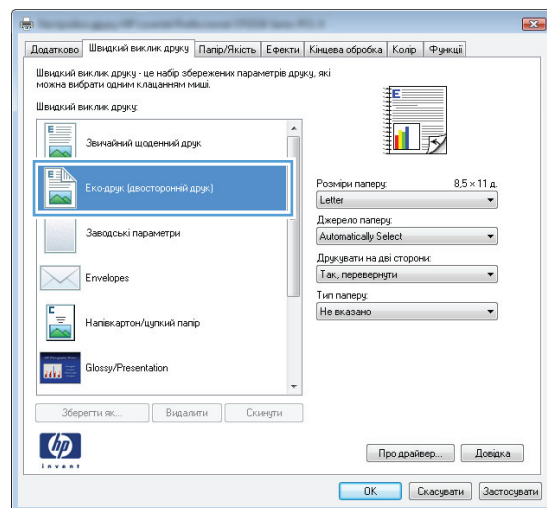 Додатково
Швидкий виклик друку
Папір/Якість
Ефекти
Кінцева обробка
Колір
Функції
Швидкий виклик друку - це набір збережених параметрів друку, які
можна вибрати одним клацанням миші.
Швидкий виклик друку:
Звичайний щоденний друк
Еко-друк (двосторонній друк)
Заводські параметри
Envelopes
Напівкартон/щупкий папір
Glossy/Presentation
Зберегти як...
Видалити
Скинути
E
Розміри паперу:
8,5 × 11 д.
Letter
Джерело паперу:
Automatically Select
Друкувати на дві сторони:
Так, перевернути
Тип паперу:
Не вказано
hp
invent
Про драйвер...
Довідка
OK
Скасувати
Застосувати